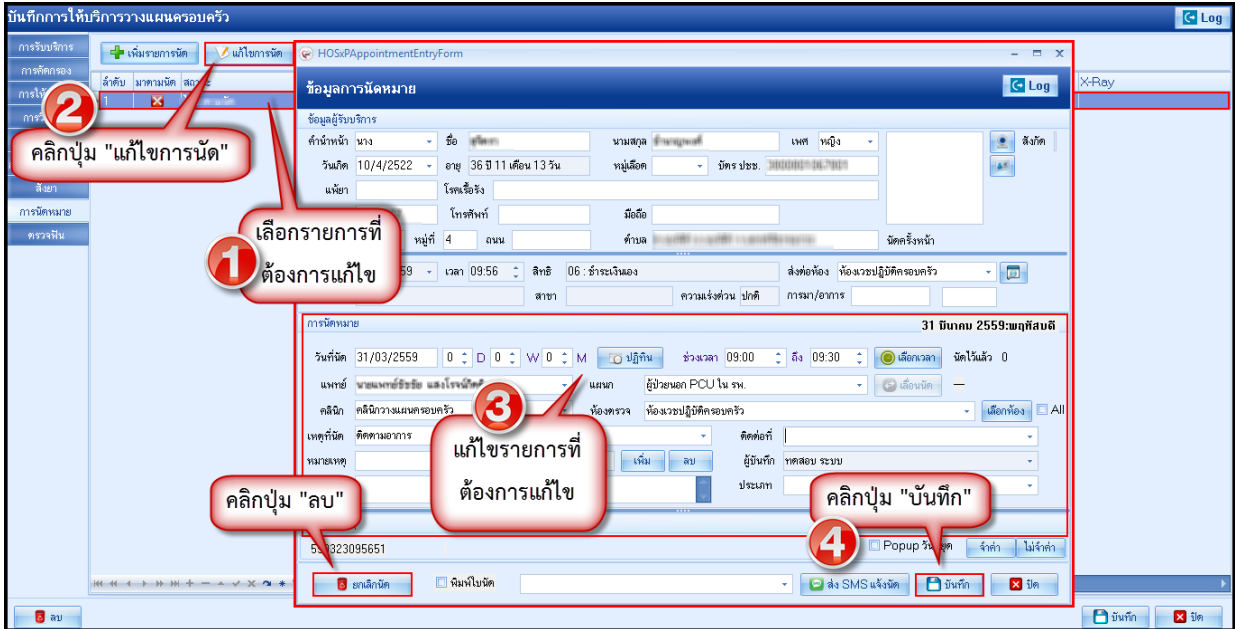 บันทึกการให้บริการวางแผนครอบครัว
Log
การรับบริการ
เพิ่มรายการนัด
แก้ไขการนัด
HOSxPAppointmentEntryForm
การคัดกรอง
ลำดับ มาตามนัด
X-Ray
1
ข้อมูลการนัดหมาย
Log
2
คลิกปุ่ม "แก้ไขการนัด"
สั่งยา
การนัดหมาย
ตรวจฟัน
ข้อมูลผู้รับบริการ
คำนำหน้า นาง ชื่อ นามสกุล เพศ หญิง สังกัด
วันเกิด 10/4/2522 อายุ 36 ปี 11 เดือน 13 วัน หมู่เลือด บัตร ปชช.
แพ้ยา โรคเรื้อรัง
โทรศัพท์ มือถือ
หมู่ที่ 4 ถนน ตำบล นัดครั้งหน้า
1
เลือกรายการที่
ต้องการแก้ไข
59 เวลา 09:56 สิทธิ 06 : ชำระเงินเอง ส่งต่อห้อง ห้องเวชปฏิบัติครอบครัว
สาขา ความเร่งด่วน ปกติ การมา/อาการ
การนัดหมาย 31 มีนาคม 2559:พฤหัสบดี
วันที่นัด 31/03/2559 0 D 0 W 0 M ปฏิทิน ช่วงเวลา 09:00 ถึง 09:30 เลือกเวลา นัดไว้แล้ว 0
แพทย์ แผนก ผู้ป่วยนอก PCU ใน รพ. เลื่อนนัด —
คลินิก คลินิกวางแผนครอบครัว ห้องตรวจ ห้องเวชปฏิบัติครอบครัว เลือกห้อง All
เหตุที่นัด ติดตามอาการ ติดต่อที่
หมายเหตุ เพิ่ม ลบ ผู้บันทึก ทดสอบ ระบบ
ประเภท
3
แก้ไขรายการที่
ต้องการแก้ไข
คลิกปุ่ม "ลบ"
คลิกปุ่ม "บันทึก"
4
Popup จำค่า ไม่จำค่า
ยกเลิกนัด พิมพ์ใบนัด ส่ง SMS แจ้งนัด บันทึก ปิด
ลบ บันทึก ปิด